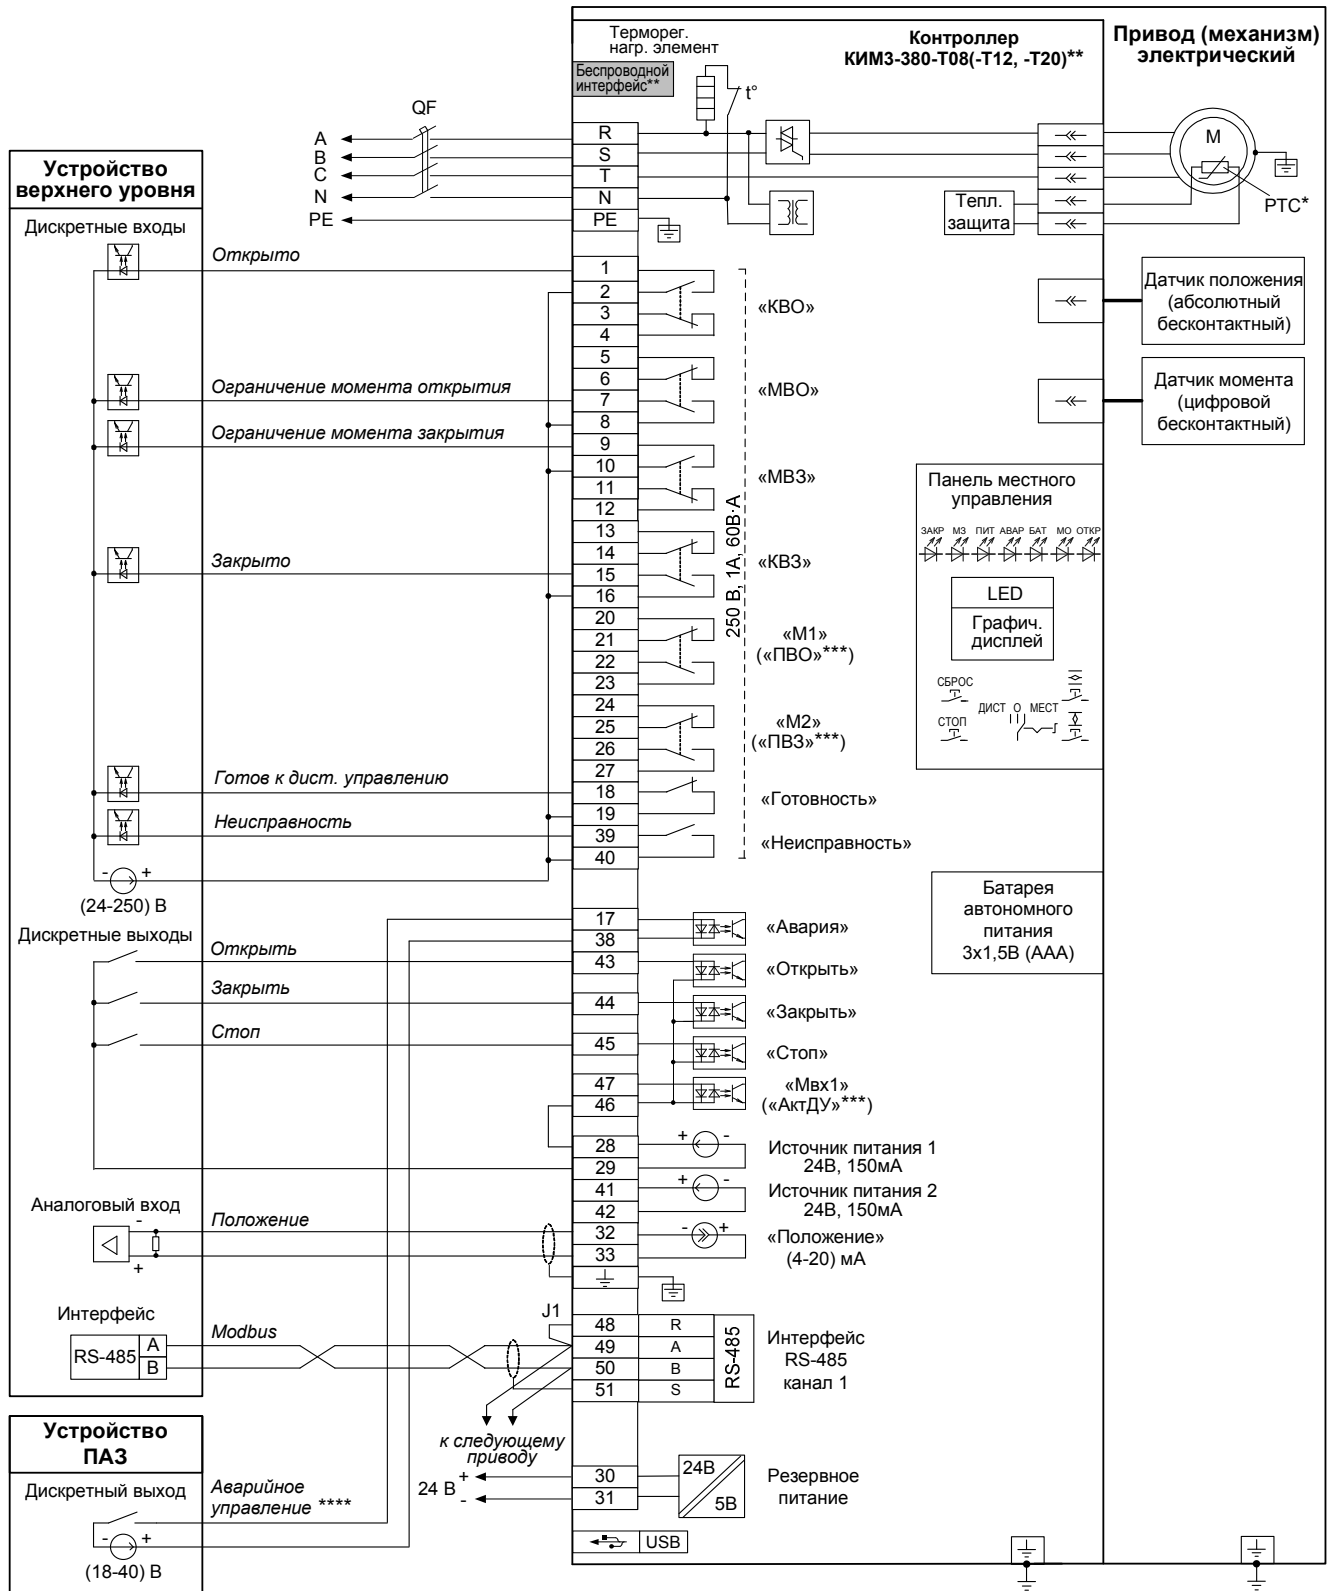 Терморег.
нагр. элемент
Беспроводной
интерфейс**
Контроллер
КИМ3-380-Т08(-Т12, -Т20)**
Привод (механизм)
электрический
t°
QF
A
B
C
N
PE
R
S
T
N
PE
M
PTC*
Тепл.
защита
Устройство
верхнего уровня
Дискретные входы
Открыто
1
2
3
4
«КВО»
Датчик положения
(абсолютный
бесконтактный)
Ограничение момента открытия
5
6
7
8
«МВО»
Датчик момента
(цифровой
бесконтактный)
Ограничение момента закрытия
9
10
11
12
«МВЗ»
250 В, 1А, 60В·А
Панель местного
управления
ЗАКР МЗ ПИТ АВАР БАТ МО ОТКР
LED
Графич.
дисплей
СБРОС
СТОП
ДИСТ О МЕСТ
Закрыто
13
14
15
16
«КВЗ»
20
21
22
23
«М1»
(«ПВО»***)
24
25
26
27
«М2»
(«ПВЗ»***)
Готов к дист. управлению
18
19
«Готовность»
Неисправность
39
40
«Неисправность»
- +
(24-250) В
Батарея
автономного
питания
3х1,5В (ААА)
Дискретные выходы
17
38
«Авария»
Открыть
43
«Открыть»
Закрыть
44
«Закрыть»
Стоп
45
«Стоп»
47
46
«Мвх1»
(«АктДУ»***)
28
29
+ -
Источник питания 1
24В, 150мА
41
42
+ -
Источник питания 2
24В, 150мА
Аналоговый вход
-
+
Положение
32
33
- +
«Положение»
(4-20) мА
Интерфейс
RS-485
A
B
Modbus
J1
48 R
49 A
50 B
51 S
RS-485
Интерфейс
RS-485
канал 1
к следующему
приводу
24 В
+
-
30
31
24В
5В
Резервное
питание
USB
Устройство
ПАЗ
Дискретный выход
Аварийное
управление ****
- +
(18-40) В